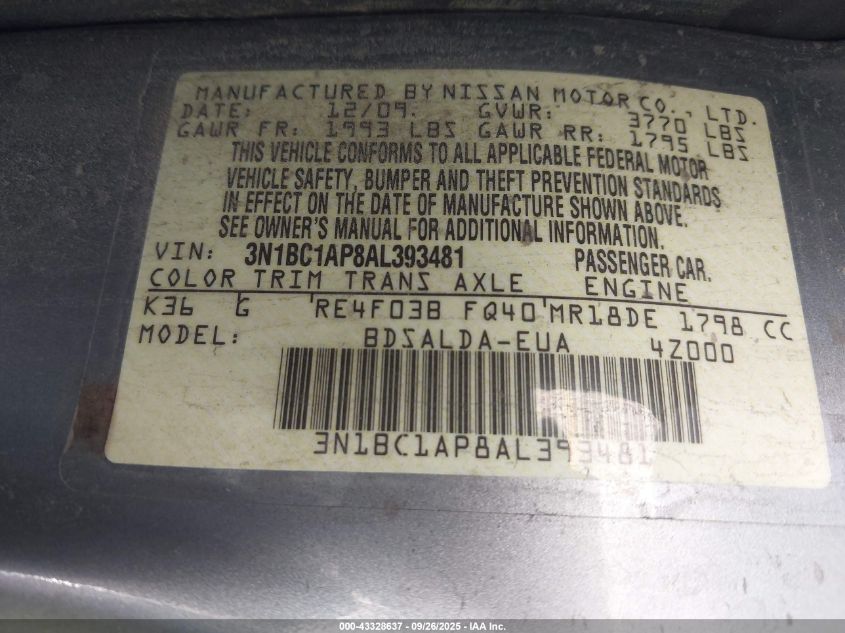 MANUFACTURED BY NISSAN MOTOR CO., LTD.
DATE: 12/09. GVWR: 3770 LBS
GAWR FR: 1993 LBS GAWR RR: 1795 LBS
THIS VEHICLE CONFORMS TO ALL APPLICABLE FEDERAL MOTOR
VEHICLE SAFETY, BUMPER AND THEFT PREVENTION STANDARDS
IN EFFECT ON THE DATE OF MANUFACTURE SHOWN ABOVE.
SEE OWNER'S MANUAL FOR ADDITIONAL INFORMATION.
VIN: 3N1BC1AP8AL393481 PASSENGER CAR.
COLOR TRIM TRANS AXLE ENGINE
K36 G RE4F03B FQ40 MR18DE 1798 CC
MODEL: BDSALDA-EUA 4Z000
3N1BC1AP8AL393481
000-43328637 - 09/26/2025 - IAA Inc.